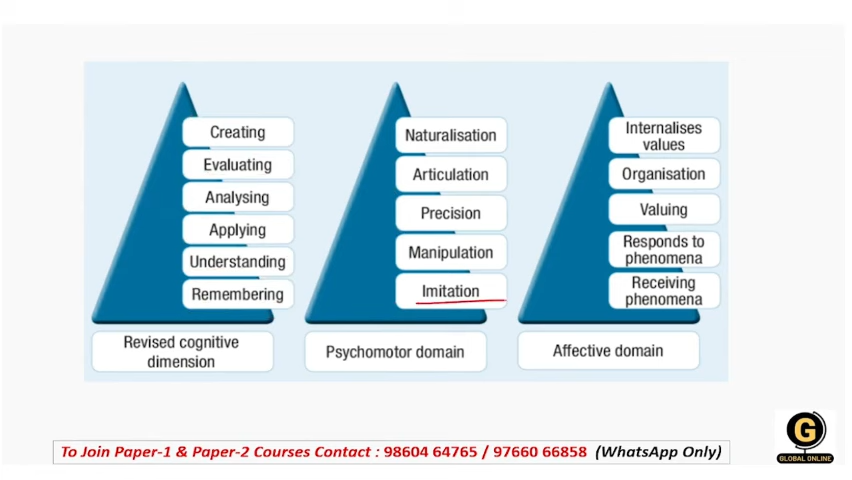 Creating
Evaluating
Analysing
Applying
Understanding
Remembering
Revised cognitive
dimension
Naturalisation
Articulation
Precision
Manipulation
Imitation
Psychomotor domain
Internalises
values
Organisation
Valuing
Responds to
phenomena
Receiving
phenomena
Affective domain
To Join Paper-1 & Paper-2 Courses Contact : 98604 64765 / 97660 66858 (WhatsApp Only)
G
GLOBAL ONLINE